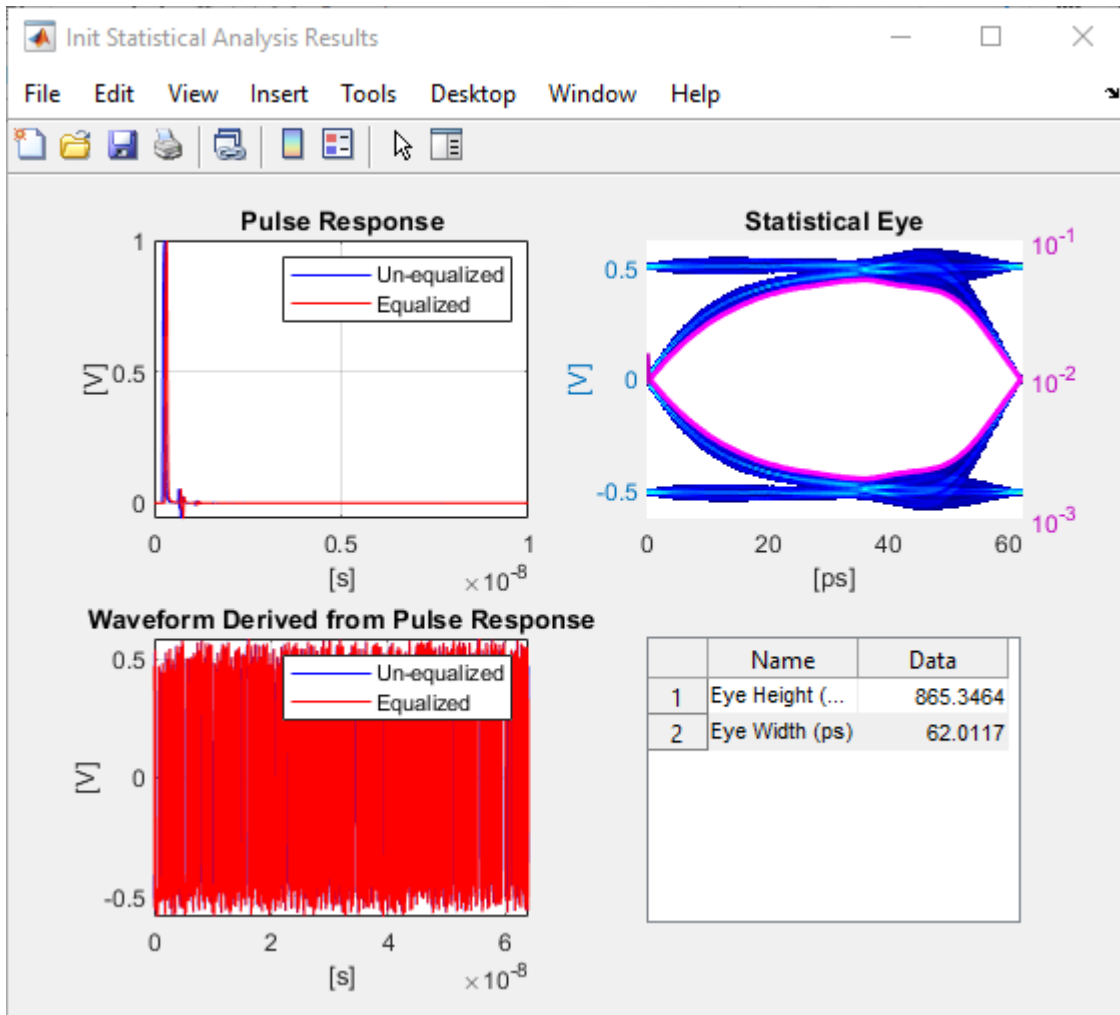 Init Statistical Analysis Results
File Edit View Insert Tools Desktop Window Help
Pulse Response
1
0.5
0
[V]
Un-equalized
Equalized
0 0.5 1
[s] ×10-8
Statistical Eye
0.5
0
-0.5
[V]
10-1
10-2
10-3
0 20 40 60
[ps]
Waveform Derived from Pulse Response
0.5
0
-0.5
[V]
Un-equalized
Equalized
0 2 4 6
[s] ×10-8
Name Data
1 Eye Height (... 865.3464
2 Eye Width (ps) 62.0117